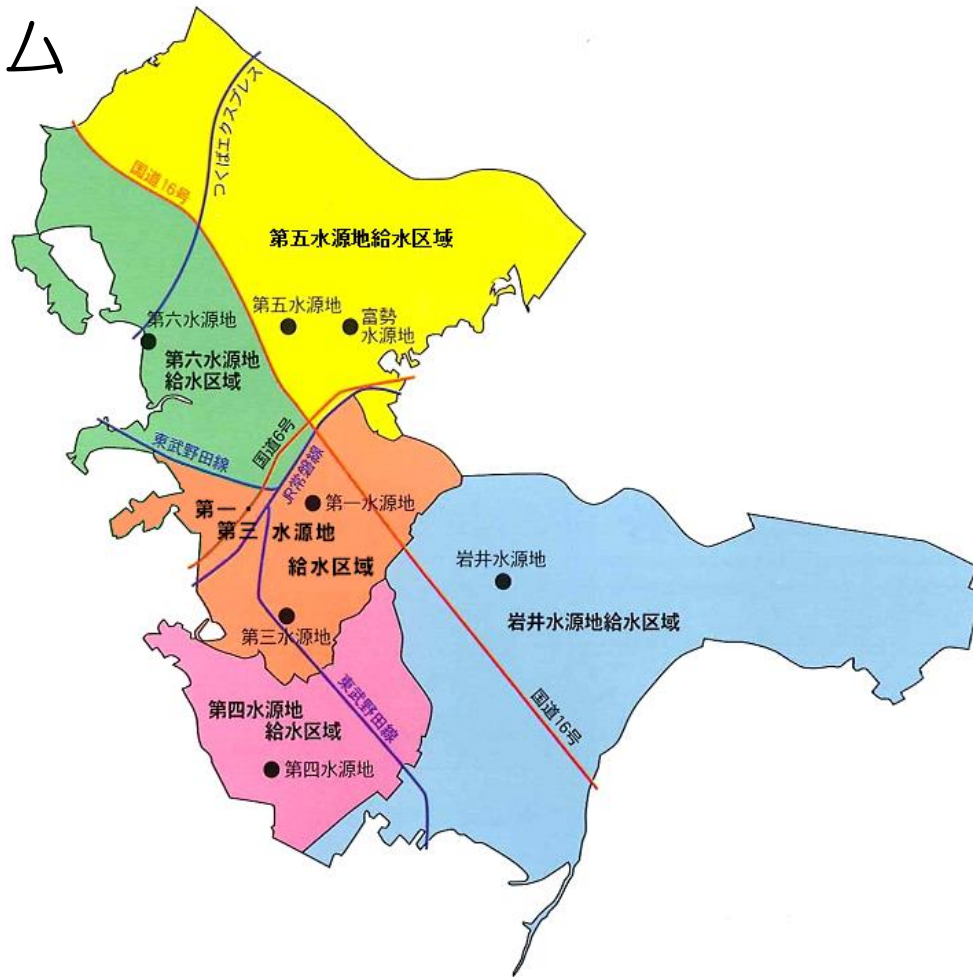 ム
つくばエクスプレス
国道16号
第五水源地給水区域
第五水源地
富勢
水源地
第六水源地
第六水源地
給水区域
東武野田線
国道6号
JR常磐線
第一・
第三 水源地
給水区域
第一水源地
岩井水源地
岩井水源地給水区域
第三水源地
第四水源地
給水区域
東武野田線
国道16号
第四水源地